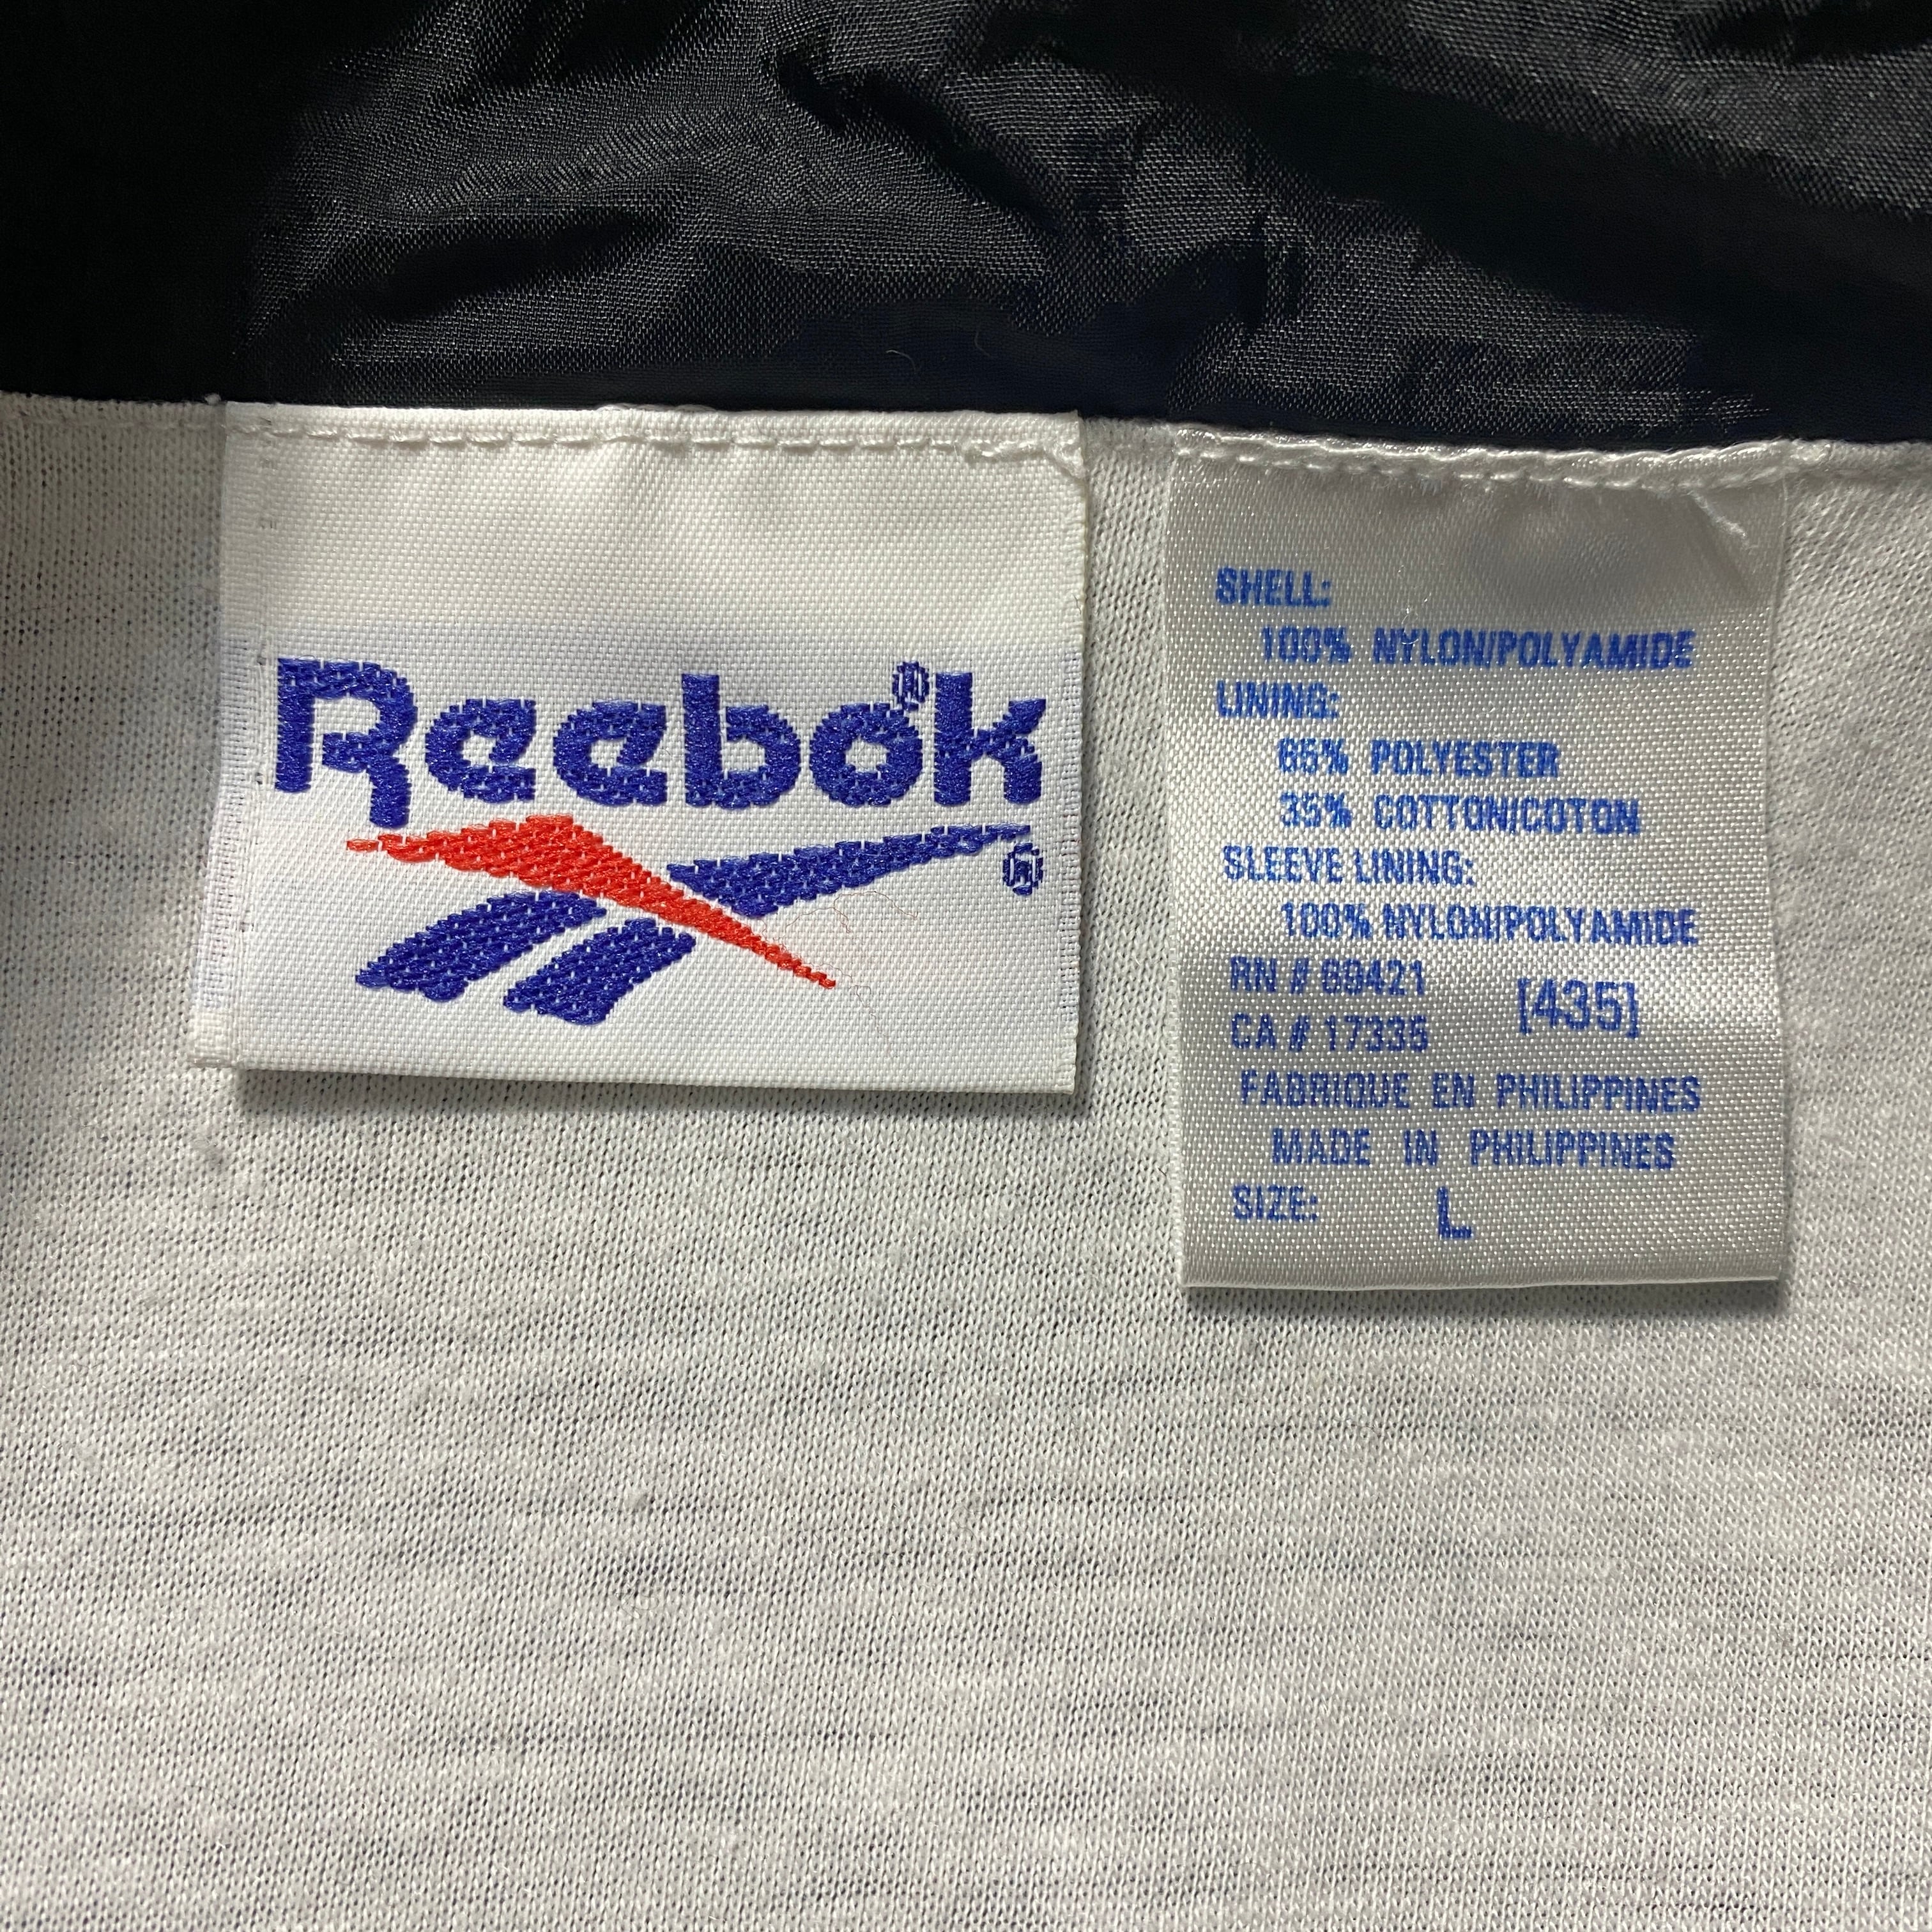 Reebok®
®
SHELL:
100% NYLON/POLYAMIDE
LINING:
65% POLYESTER
35% COTTON/COTON
SLEEVE LINING:
100% NYLON/POLYAMIDE
RN # 69421
[435]
CA # 17335
FABRIQUE EN PHILIPPINES
MADE IN PHILIPPINES
SIZE: L